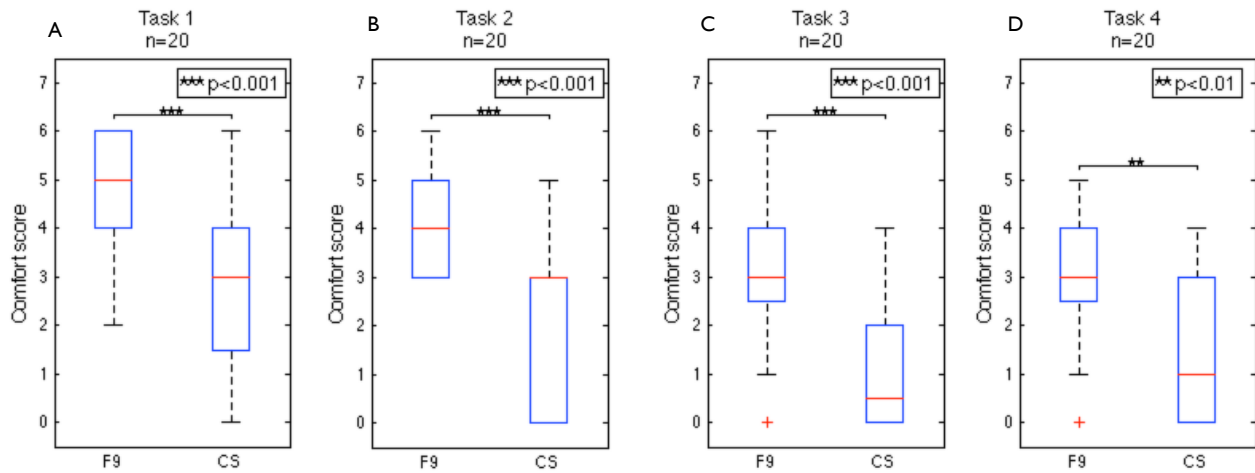 A
Task 1
n=20
*** p<0.001
***
Comfort score
7
6
5
4
3
2
1
0
F9
CS
B
Task 2
n=20
*** p<0.001
***
Comfort score
7
6
5
4
3
2
1
0
F9
CS
C
Task 3
n=20
*** p<0.001
***
Comfort score
7
6
5
4
3
2
1
0
F9
CS
D
Task 4
n=20
** p<0.01
**
Comfort score
7
6
5
4
3
2
1
0
F9
CS